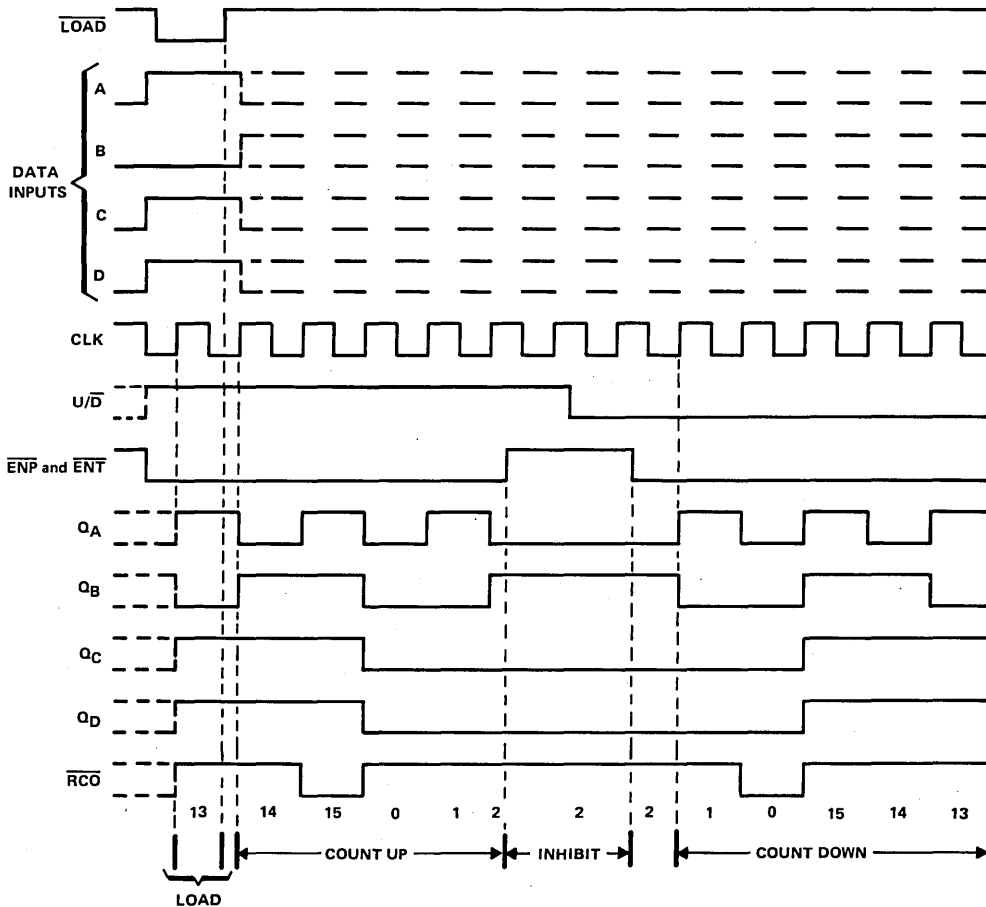 LOAD
A
B
DATA
INPUTS
C
D
CLK
U/D
ENP and ENT
QA
QB
QC
QD
RCO
13 14 15 0 1 2 2 2 1 0 15 14 13
COUNT UP INHIBIT COUNT DOWN
LOAD